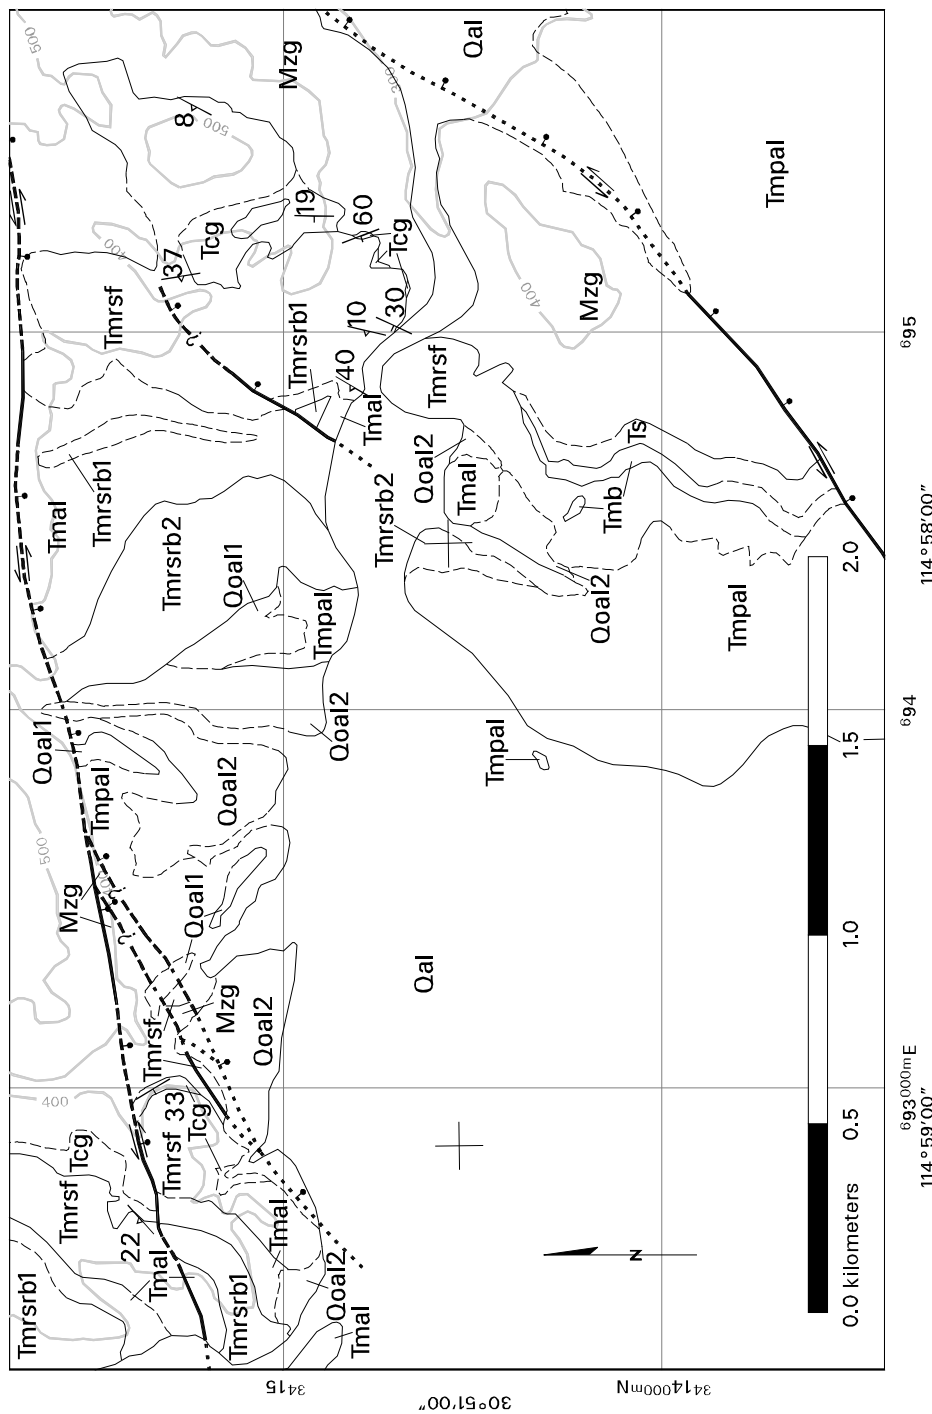 500
Mzg
Qal
300
8
500
Tmpal
19
60
Tcg
Tcg
400
37
Mzg
400
Tmrsf
10
30
Tmrsrb1
?
40
Tmrsf
695
Tmal
Ts
Qoal2
Tmal
Tmrsrb1
Tmal
Tmrsrb2
Tmb
Tmrsrb2
Qoal1
2.0
114°58'00"
Tmpal
Qoal2
Tmpal
694
Qoal2
Qoal1
Tmpal
1.5
Tmpal
Qoal2
500
Mzg
400
?
?
Qoal1
1.0
Qal
Mzg
Qoal2
Tmrsf
693000mE
400
33
Tcg
0.5
Tmrsf
Tcg
114°59'00"
Tmrsf
22
Tmal
Tmal
N
Tmrsrb1
Tmrsrb1
Qoal2
Tmal
0.0 kilometers
3415
30°51'00"
3414000mN